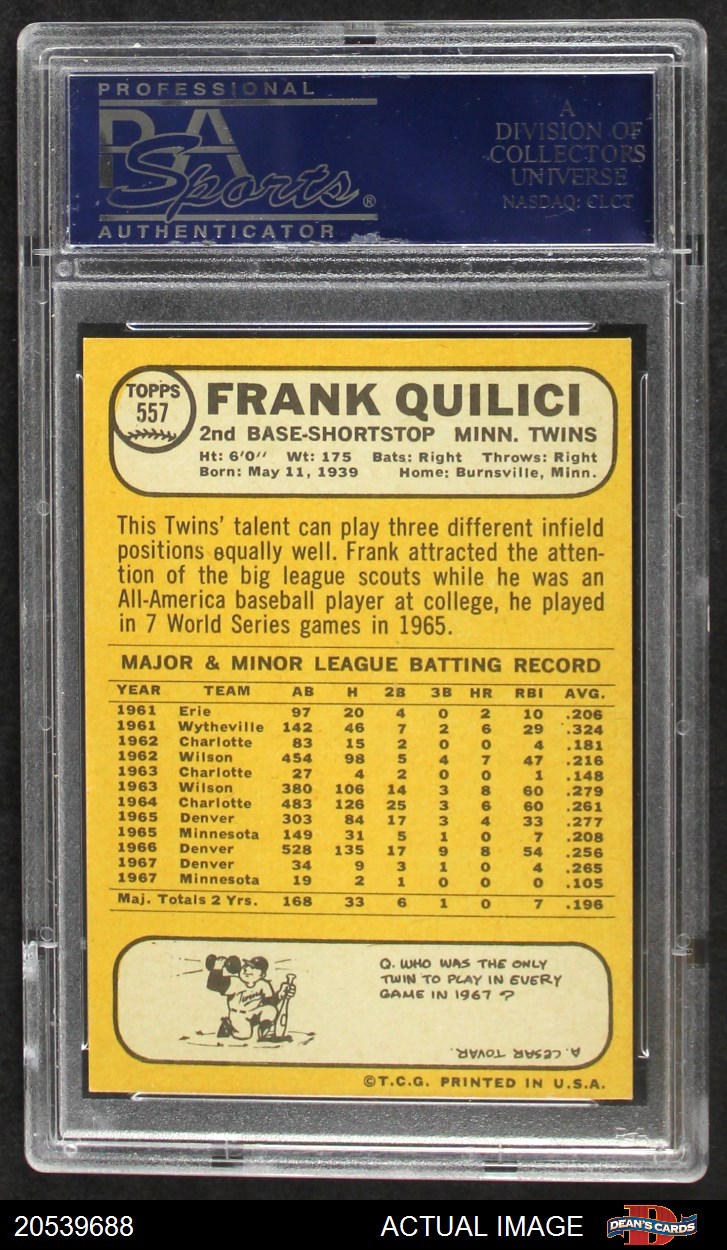 PROFESSIONAL
PSA
Sports®
AUTHENTICATOR
A
DIVISION OF
COLLECTORS
UNIVERSE
NASDAQ: CLCT
TOPPS
557
FRANK QUILICI
2nd BASE-SHORTSTOP MINN. TWINS
Ht: 6'0'' Wt: 175 Bats: Right Throws: Right
Born: May 11, 1939 Home: Burnsville, Minn.
This Twins' talent can play three different infield
positions equally well. Frank attracted the atten-
tion of the big league scouts while he was an
All-America baseball player at college, he played
in 7 World Series games in 1965.
MAJOR & MINOR LEAGUE BATTING RECORD
YEAR TEAM AB H 2B 3B HR RBI AVG.
1961 Erie 97 20 4 0 2 10 .206
1961 Wytheville 142 46 7 2 6 29 .324
1962 Charlotte 83 15 2 0 0 4 .181
1962 Wilson 454 98 5 4 7 47 .216
1963 Charlotte 27 4 2 0 0 1 .148
1963 Wilson 380 106 14 3 8 60 .279
1964 Charlotte 483 126 25 3 6 60 .261
1965 Denver 303 84 17 3 4 33 .277
1965 Minnesota 149 31 5 1 0 7 .208
1966 Denver 528 135 17 9 8 54 .256
1967 Denver 34 9 3 1 0 4 .265
1967 Minnesota 19 2 1 0 0 0 .105
Maj. Totals 2 Yrs. 168 33 6 1 0 7 .196
Twins
Q. WHO WAS THE ONLY
TWIN TO PLAY IN EVERY
GAME IN 1967 ?
A. CESAR TOVAR.
©T.C.G. PRINTED IN U.S.A.
20539688 ACTUAL IMAGE DEAN'S CARDS